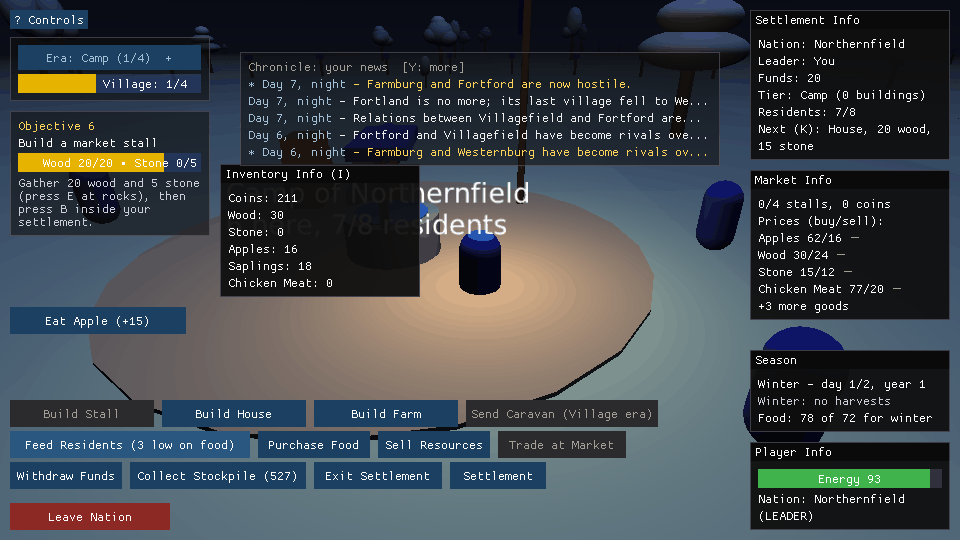 ? Controls
Era: Camp (1/4) +
Village: 1/4
Objective 6
Build a market stall
Wood 20/20 • Stone 0/5
Gather 20 wood and 5 stone
(press E at rocks), then
press B inside your
settlement.
Chronicle: your news [Y: more]
* Day 7, night - Farmburg and Fortford are now hostile.
Day 7, night - Fortland is no more; its last village fell to We...
Day 7, night - Relations between Villagefield and Fortford are...
Day 6, night - Fortford and Villagefield have become rivals ove...
* Day 6, night - Farmburg and Westernburg have become rivals ov...
Camp of Northernfield
re, 7/8 residents
Inventory Info (I)
Coins: 211
Wood: 30
Stone: 0
Apples: 16
Saplings: 18
Chicken Meat: 0
Settlement Info
Nation: Northernfield
Leader: You
Funds: 20
Tier: Camp (0 buildings)
Residents: 7/8
Next (K): House, 20 wood,
15 stone
Market Info
0/4 stalls, 0 coins
Prices (buy/sell):
Apples 62/16 —
Wood 30/24 —
Stone 15/12 —
Chicken Meat 77/20 —
+3 more goods
Season
Winter - day 1/2, year 1
Winter: no harvests
Food: 78 of 72 for winter
Player Info
Energy 93
Nation: Northernfield
(LEADER)
Eat Apple (+15)
Build Stall
Build House
Build Farm
Send Caravan (Village era)
Feed Residents (3 low on food)
Purchase Food
Sell Resources
Trade at Market
Withdraw Funds
Collect Stockpile (527)
Exit Settlement
Settlement
Leave Nation